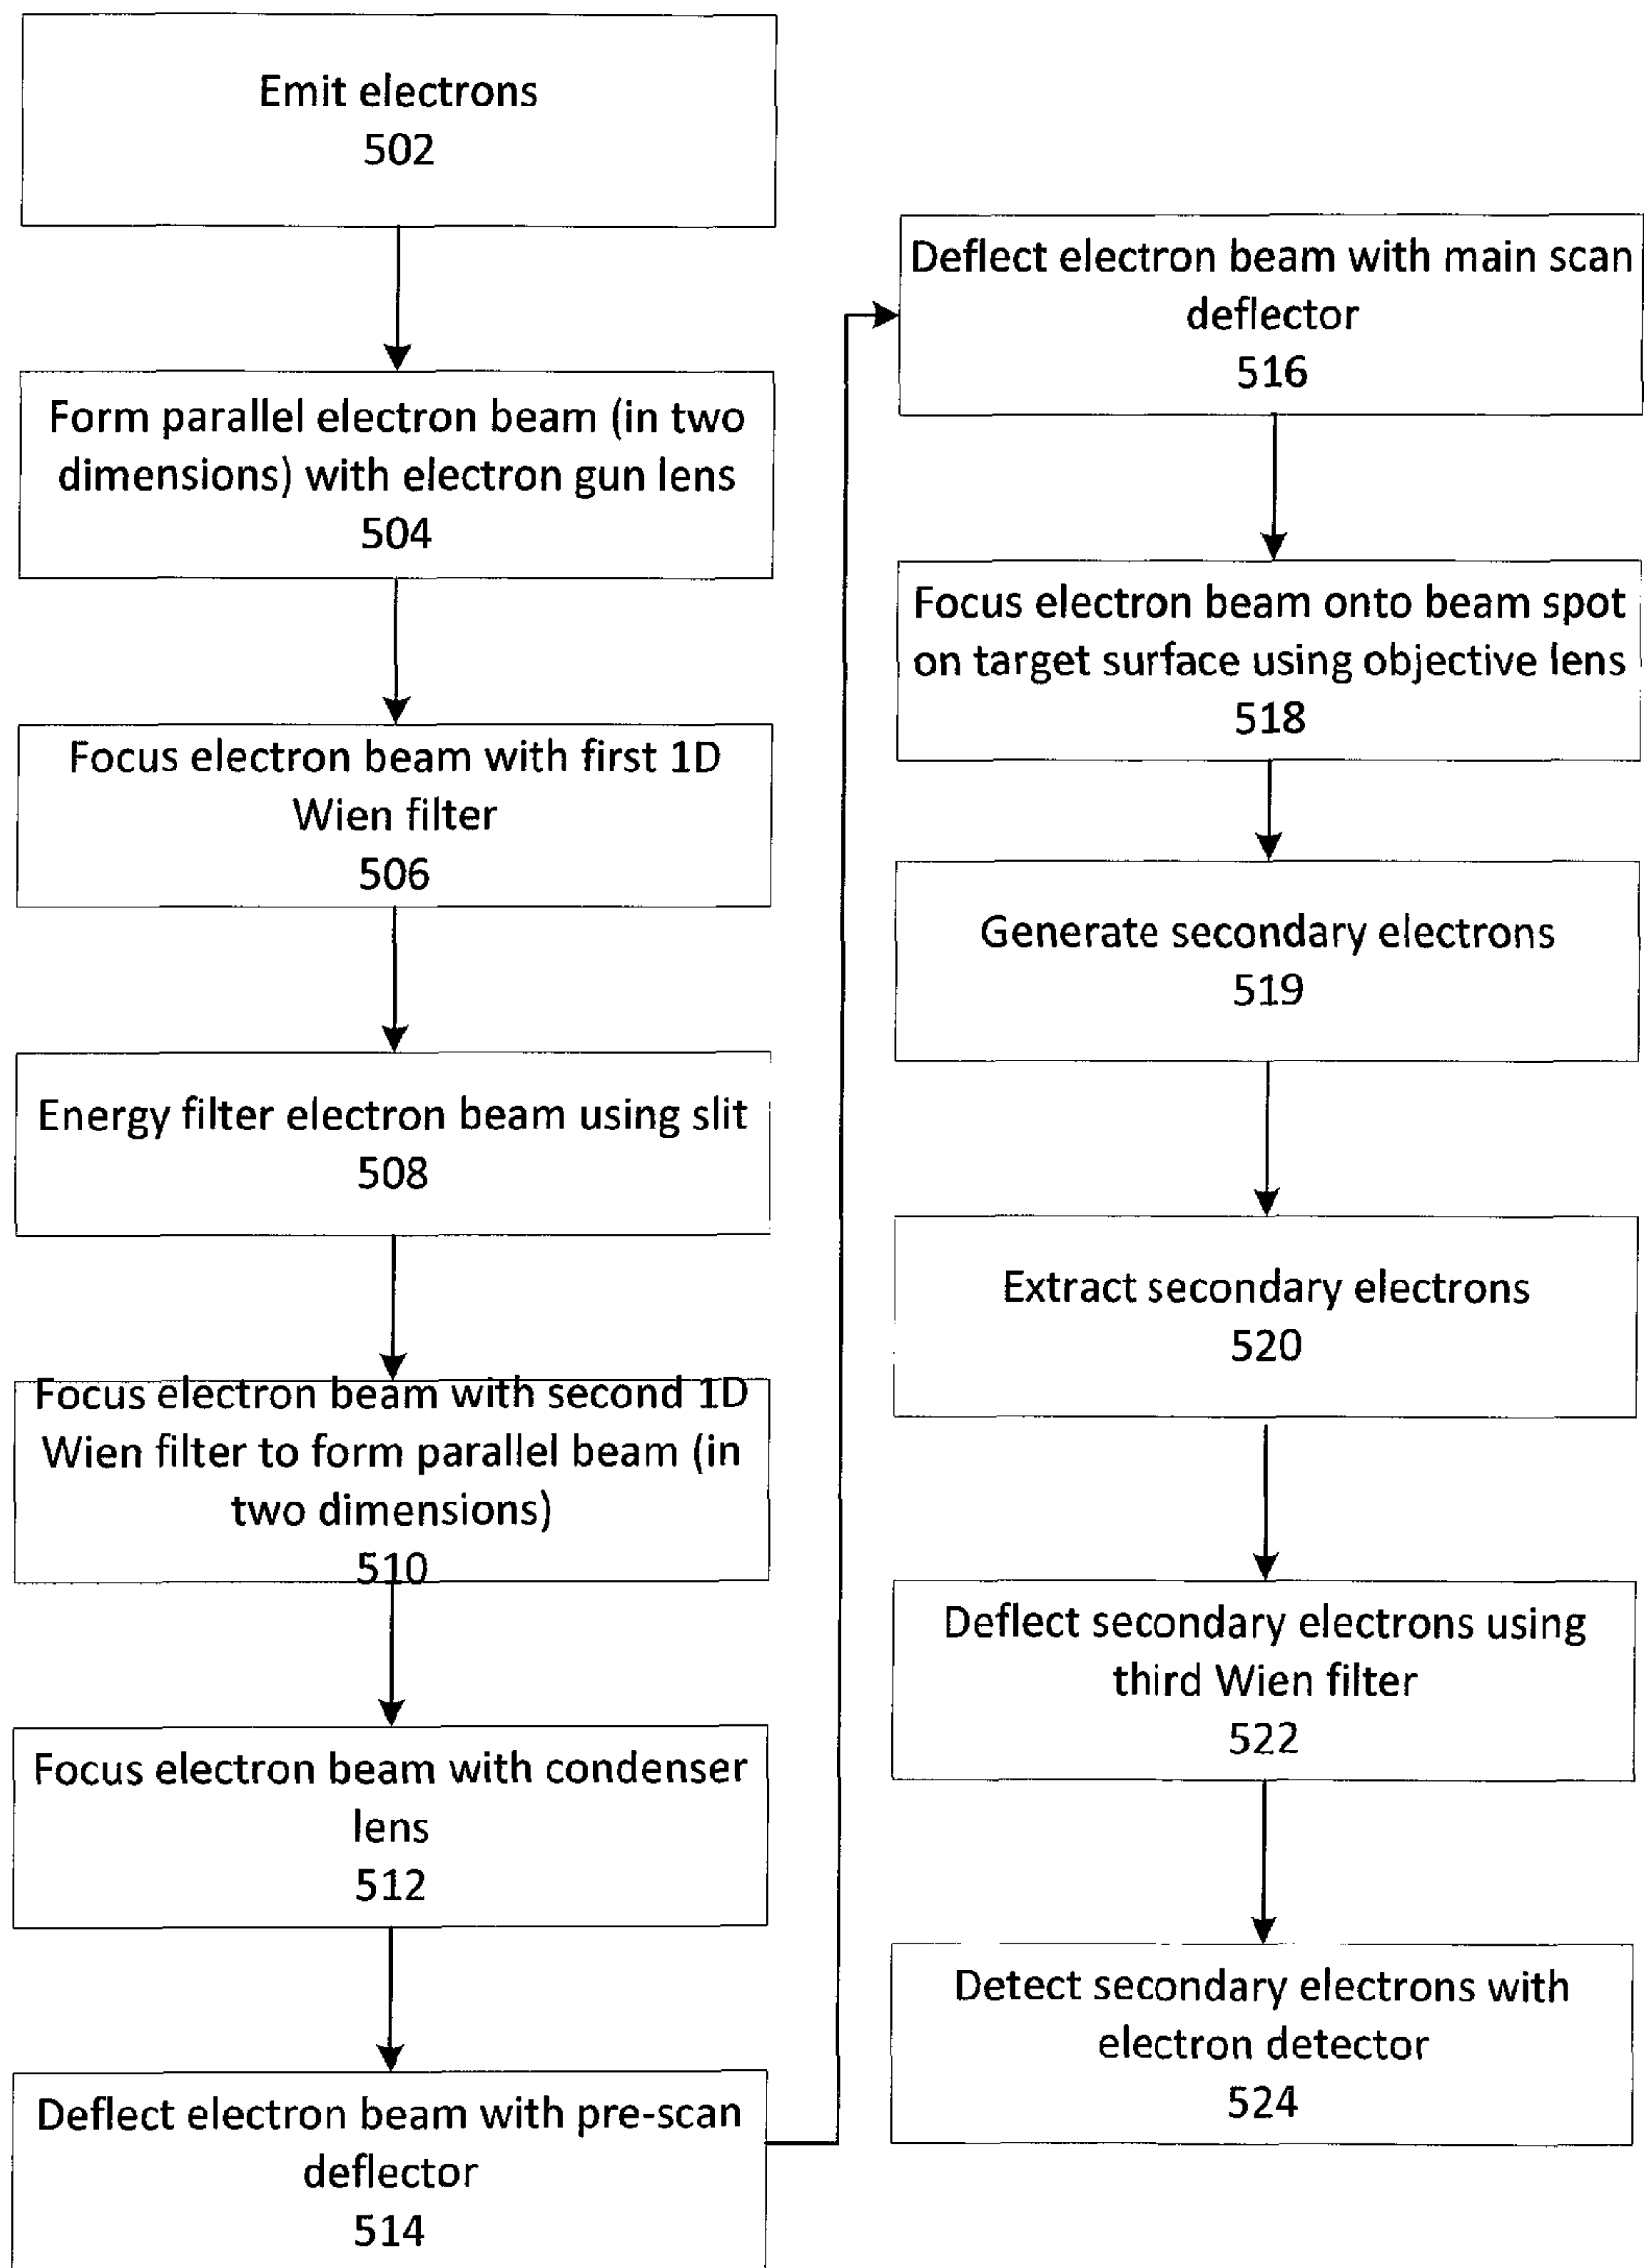 Emit electrons
502
Form parallel electron beam (in two
dimensions) with electron gun lens
504
Focus electron beam with first 1D
Wien filter
506
Energy filter electron beam using slit
508
Focus electron beam with second 1D
Wien filter to form parallel beam (in
two dimensions)
510
Focus electron beam with condenser
lens
512
Deflect electron beam with pre-scan
deflector
514
Deflect electron beam with main scan
deflector
516
Focus electron beam onto beam spot
on target surface using objective lens
518
Generate secondary electrons
519
Extract secondary electrons
520
Deflect secondary electrons using
third Wien filter
522
Detect secondary electrons with
electron detector
524